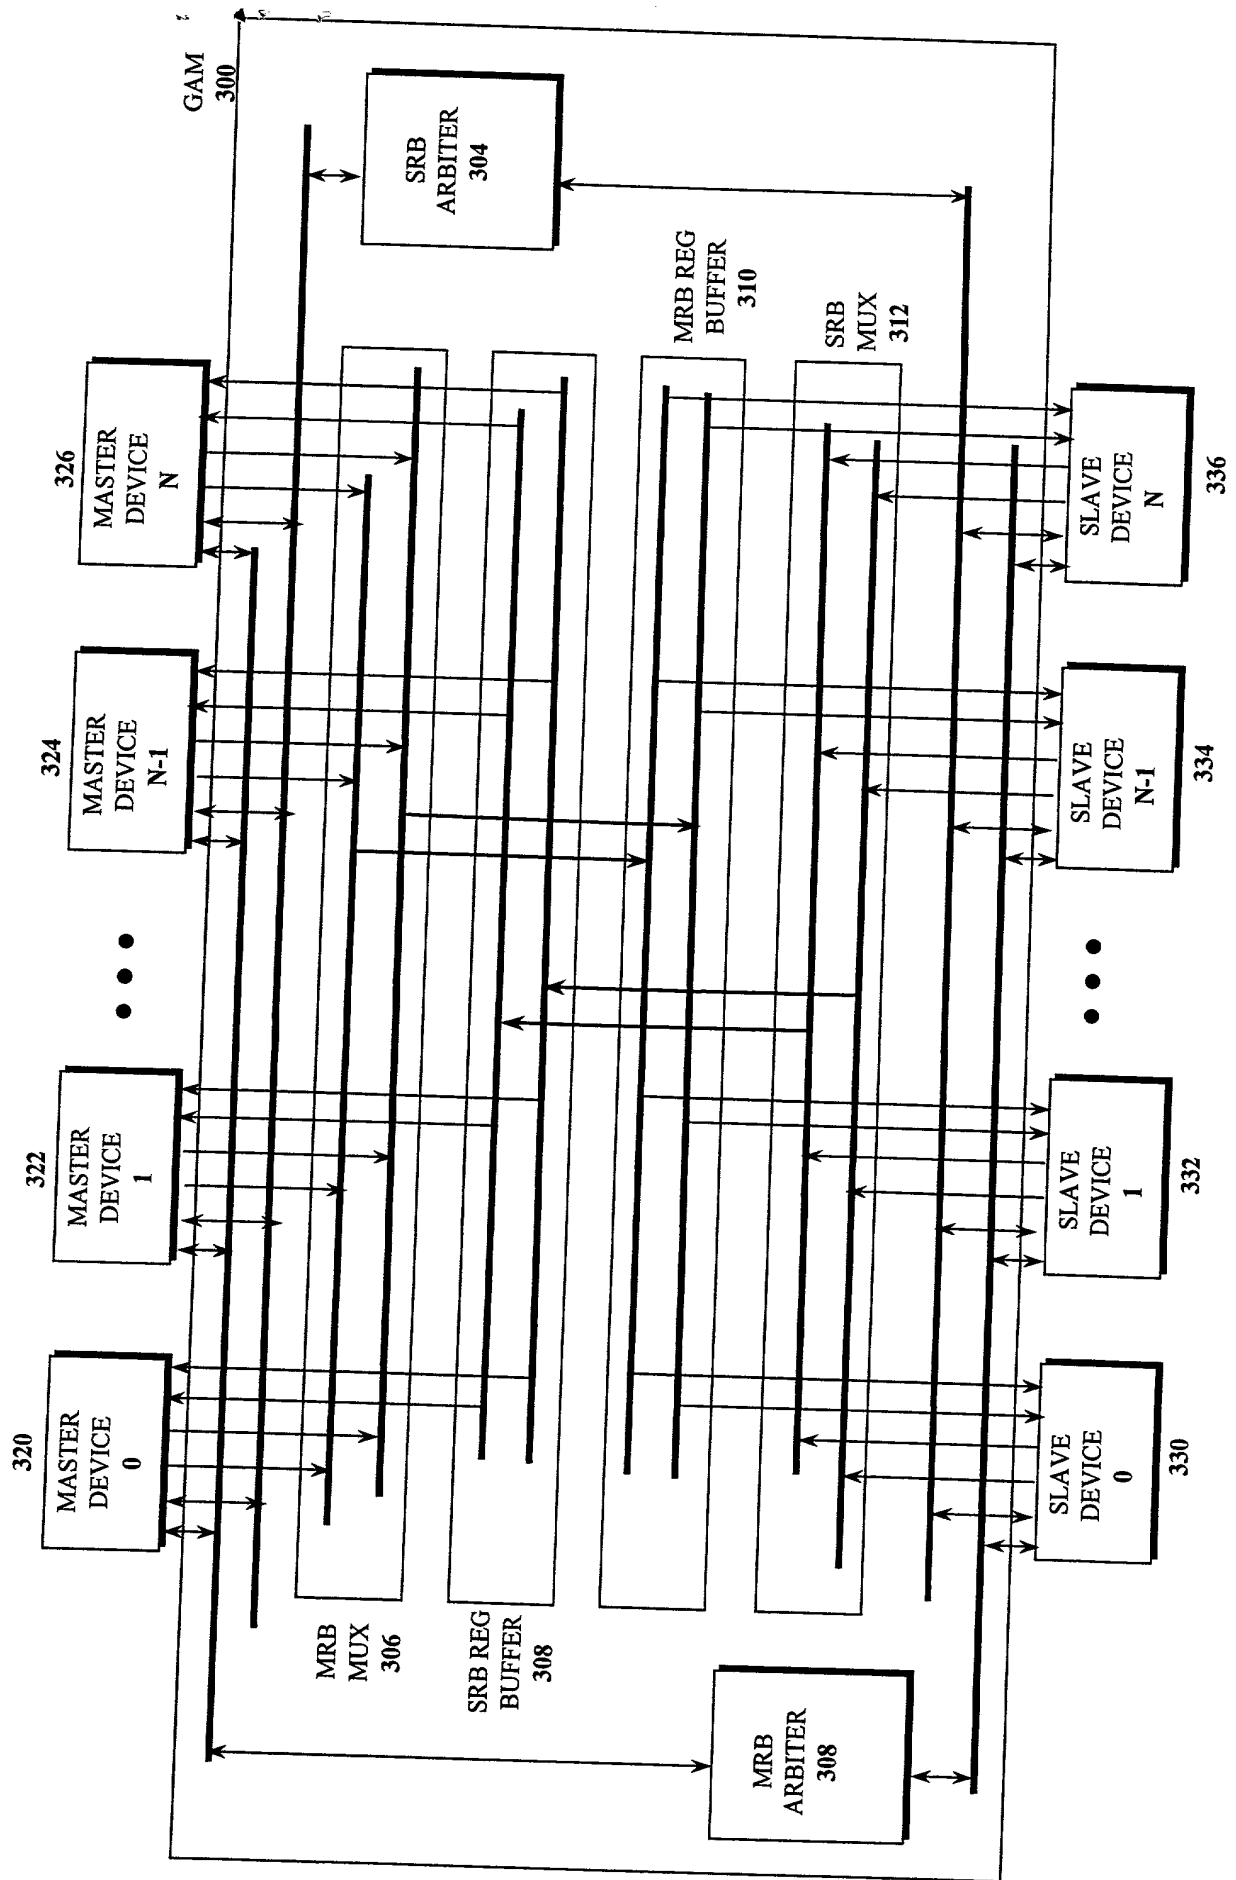 GAM
300
SRB
ARBITER
304
326
MASTER
DEVICE
N
324
MASTER
DEVICE
N-1
322
MASTER
DEVICE
1
320
MASTER
DEVICE
0
MRB REG
BUFFER
310
SRB
MUX
312
MRB
MUX
306
SRB REG
BUFFER
308
MRB
ARBITER
308
SLAVE
DEVICE
N
336
SLAVE
DEVICE
N-1
334
SLAVE
DEVICE
1
332
SLAVE
DEVICE
0
330